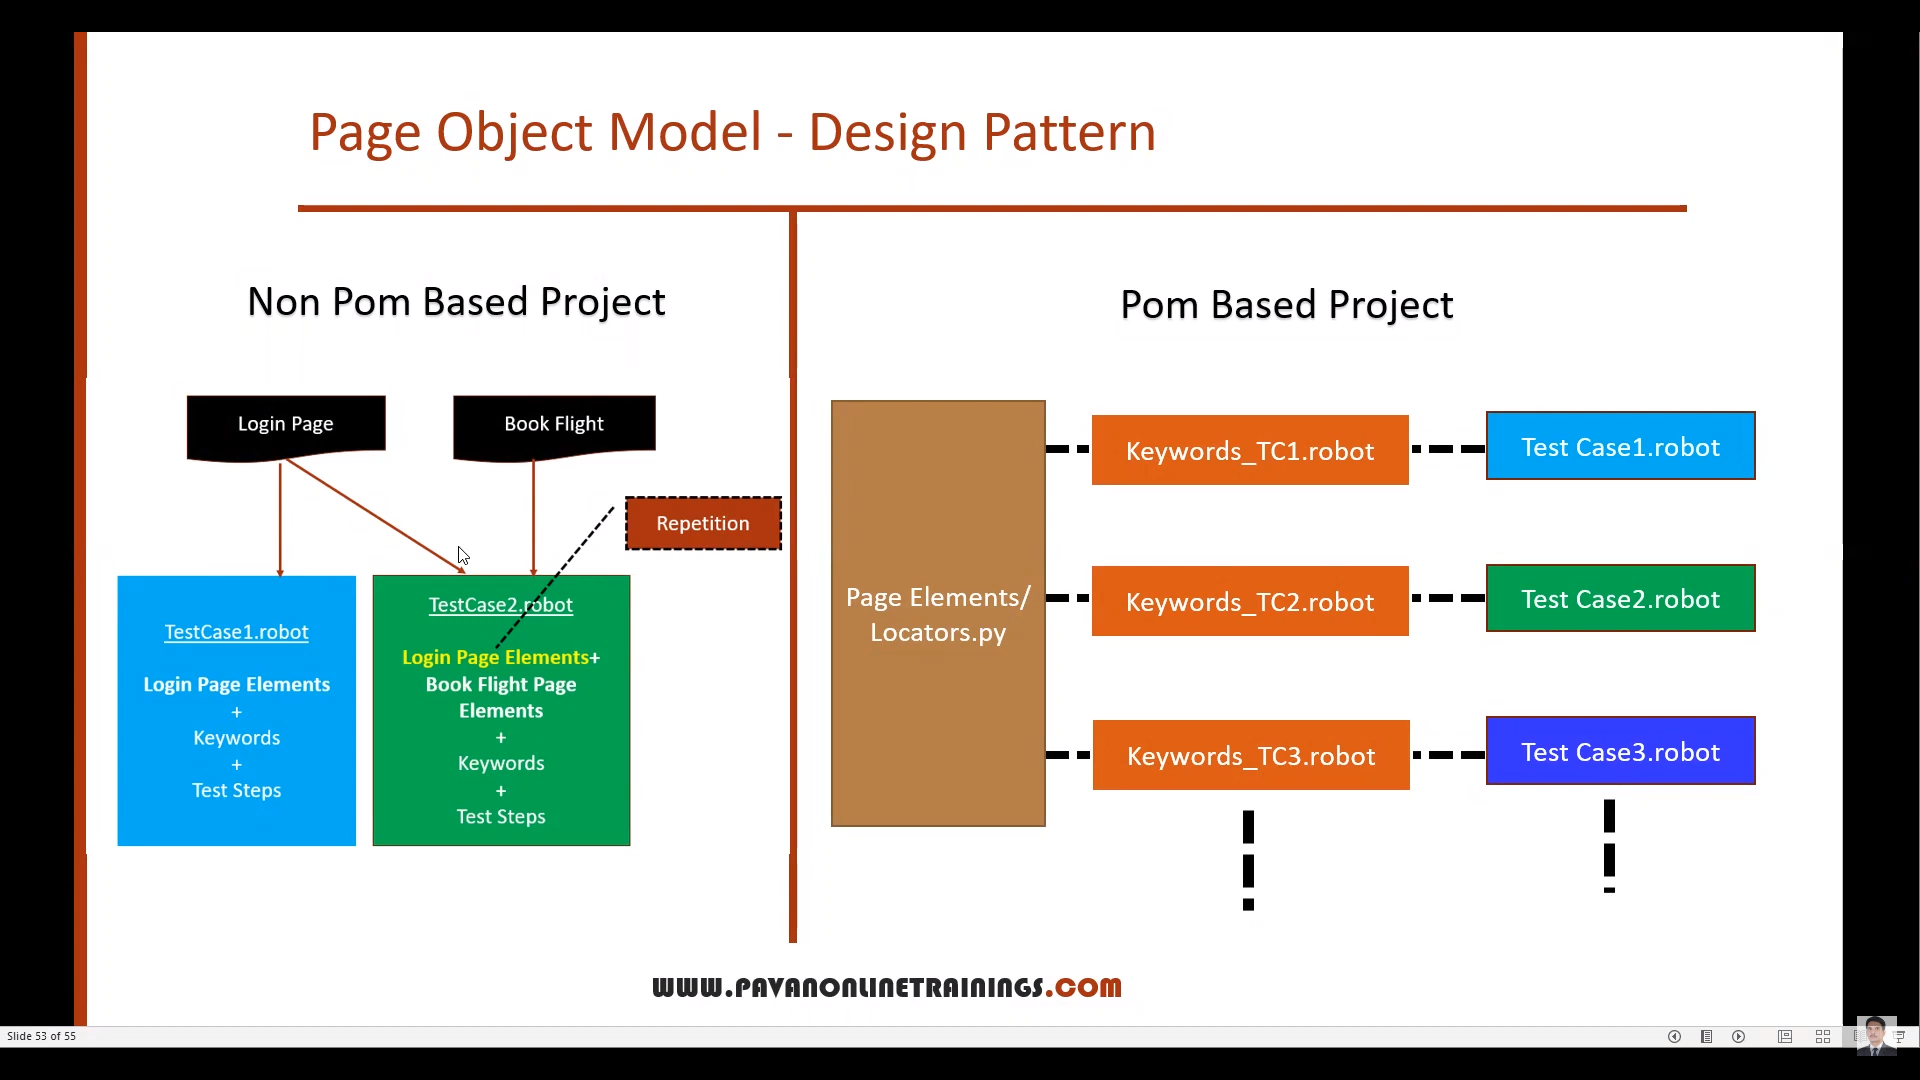 Page Object Model - Design Pattern
Non Pom Based Project
Login Page
Book Flight
Repetition
TestCase1.robot
Login Page Elements
+
Keywords
+
Test Steps
TestCase2.robot
Login Page Elements+
Book Flight Page
Elements
+
Keywords
+
Test Steps
Pom Based Project
Page Elements/
Locators.py
Keywords_TC1.robot
Test Case1.robot
Keywords_TC2.robot
Test Case2.robot
Keywords_TC3.robot
Test Case3.robot
WWW.PAVANONLINETRAININGS.COM
Slide 53 of 55